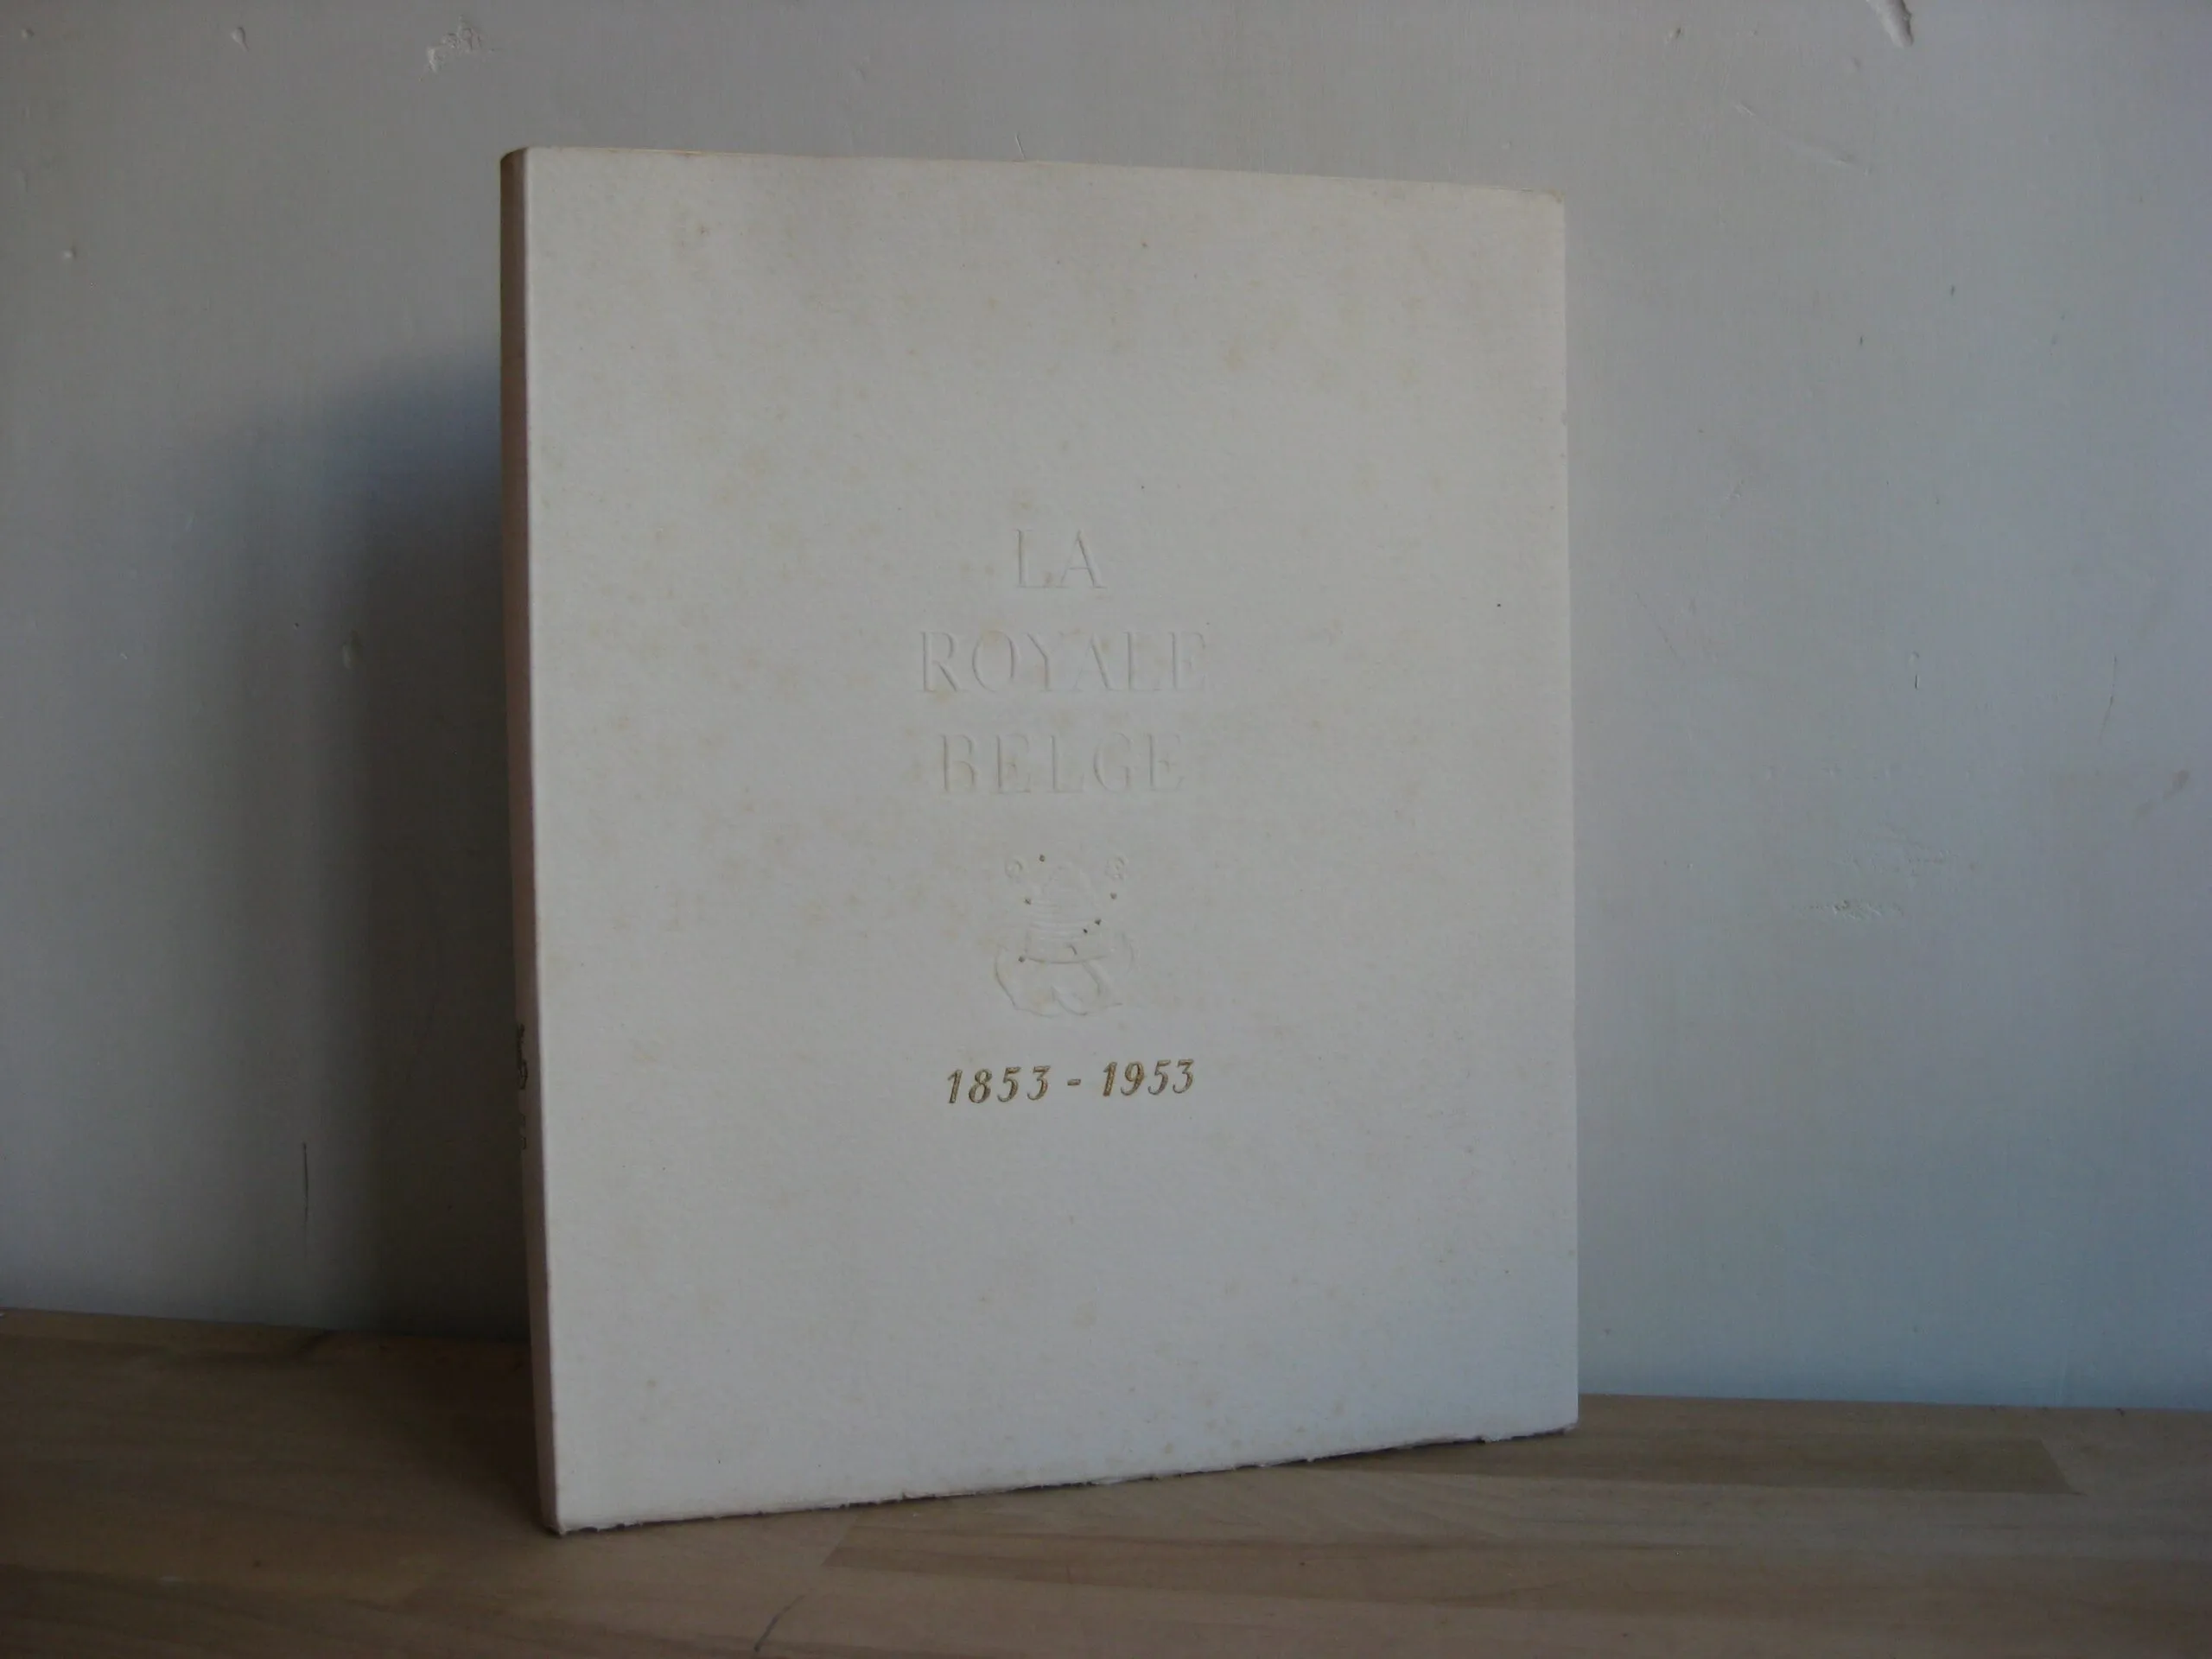 LA
ROYALE
BELGE
1853 - 1953